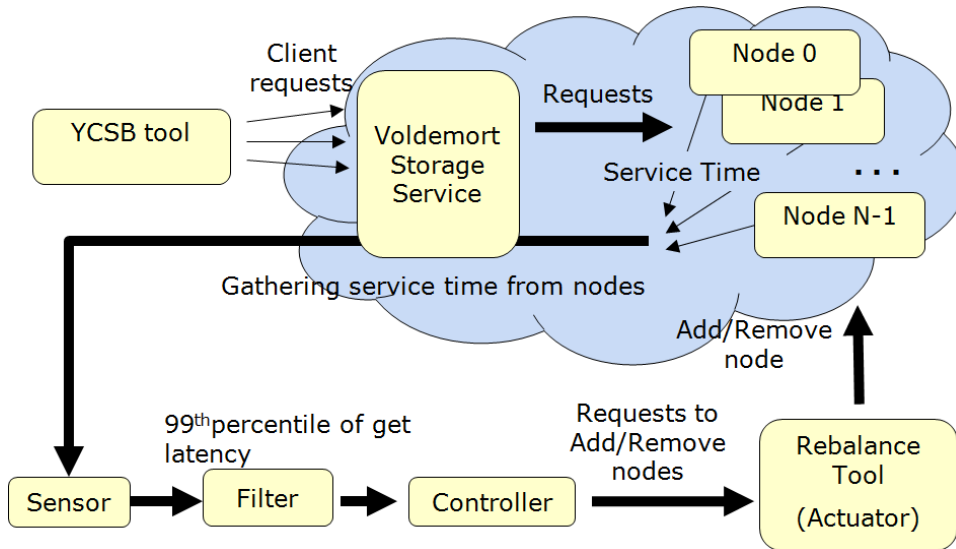 Client
requests
YCSB tool
Voldemort
Storage
Service
Requests
Node 0
Node 1
Service Time
. . .
Node N-1
Gathering service time from nodes
Add/Remove
node
99thpercentile of get
latency
Requests to
Add/Remove
nodes
Sensor
Filter
Controller
Rebalance
Tool
(Actuator)